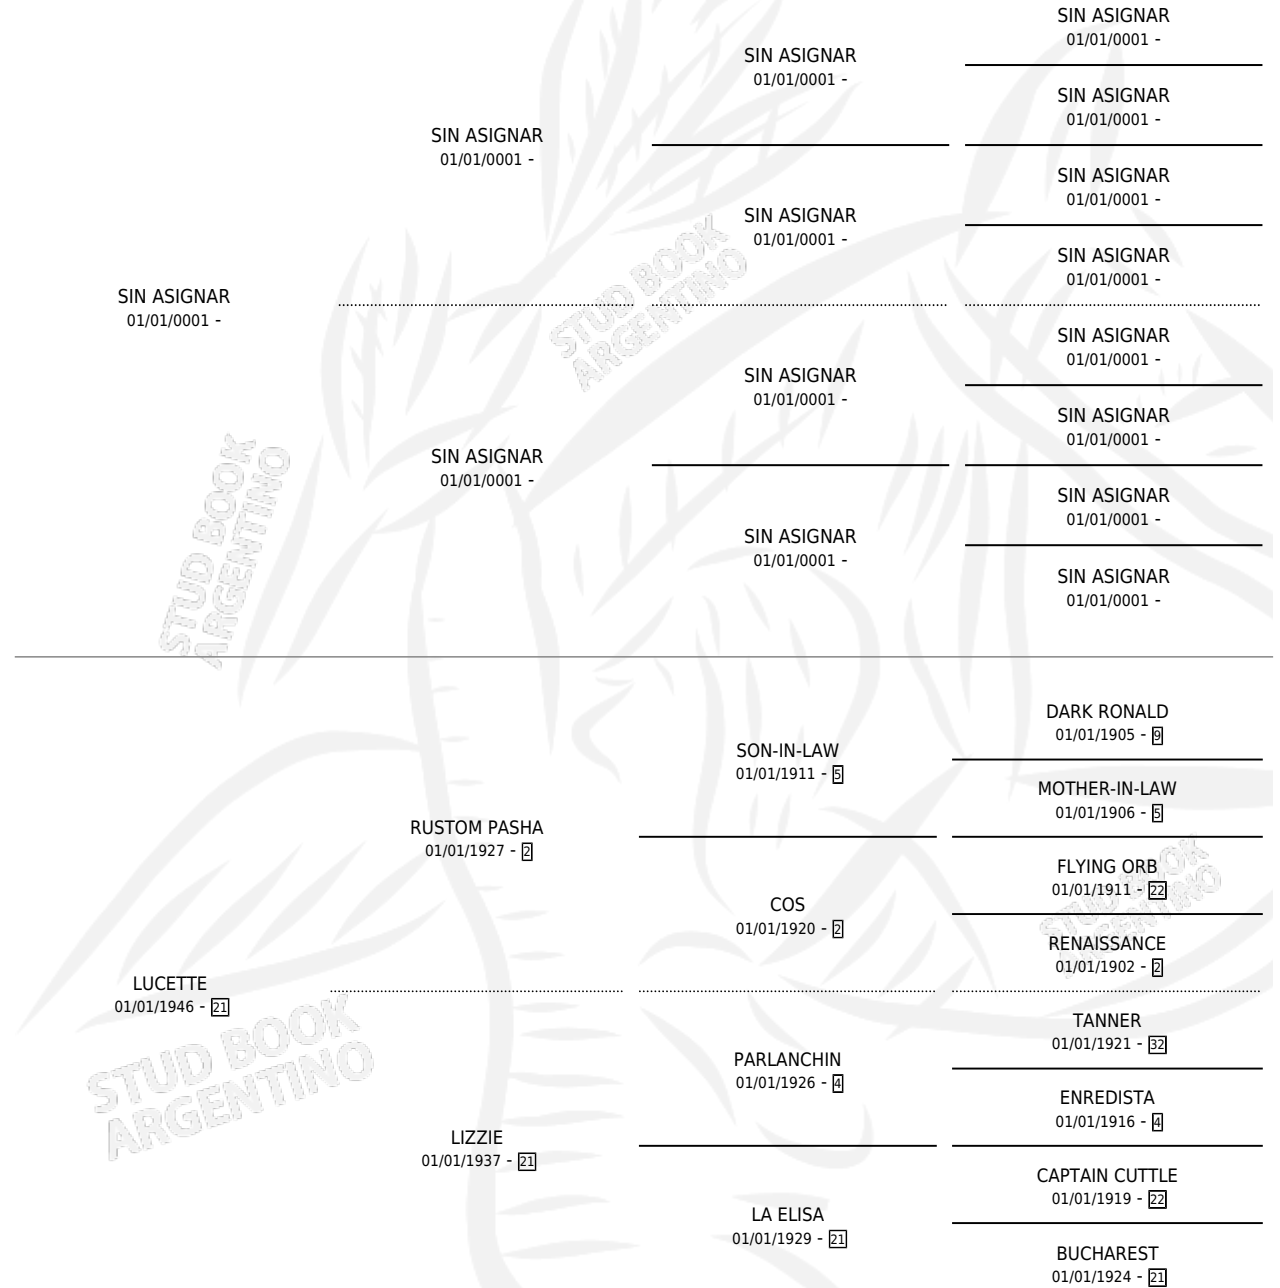 SIN ASIGNAR
01/01/0001 -
SIN ASIGNAR
01/01/0001 -
SIN ASIGNAR
01/01/0001 -
SIN ASIGNAR
01/01/0001 -
SIN ASIGNAR
01/01/0001 -
SIN ASIGNAR
01/01/0001 -
SIN ASIGNAR
01/01/0001 -
STUD BOOK
ARGENTINO
SIN ASIGNAR
01/01/0001 -
SIN ASIGNAR
01/01/0001 -
SIN ASIGNAR
01/01/0001 -
SIN ASIGNAR
01/01/0001 -
SIN ASIGNAR
01/01/0001 -
SIN ASIGNAR
01/01/0001 -
STUD BOOK
ARGENTINO
SIN ASIGNAR
01/01/0001 -
SIN ASIGNAR
01/01/0001 -
SIN ASIGNAR
01/01/0001 -
DARK RONALD
01/01/1905 - 9
SON-IN-LAW
01/01/1911 - 5
MOTHER-IN-LAW
01/01/1906 - 5
RUSTOM PASHA
01/01/1927 - 2
FLYING ORB
01/01/1911 - 22
STUD BOOK
ARGENTINO
COS
01/01/1920 - 2
RENAISSANCE
01/01/1902 - 2
LUCETTE
01/01/1946 - 21
TANNER
01/01/1921 - 32
STUD BOOK
ARGENTINO
PARLANCHIN
01/01/1926 - 4
ENREDISTA
01/01/1916 - 4
LIZZIE
01/01/1937 - 21
CAPTAIN CUTTLE
01/01/1919 - 22
LA ELISA
01/01/1929 - 21
BUCHAREST
01/01/1924 - 21